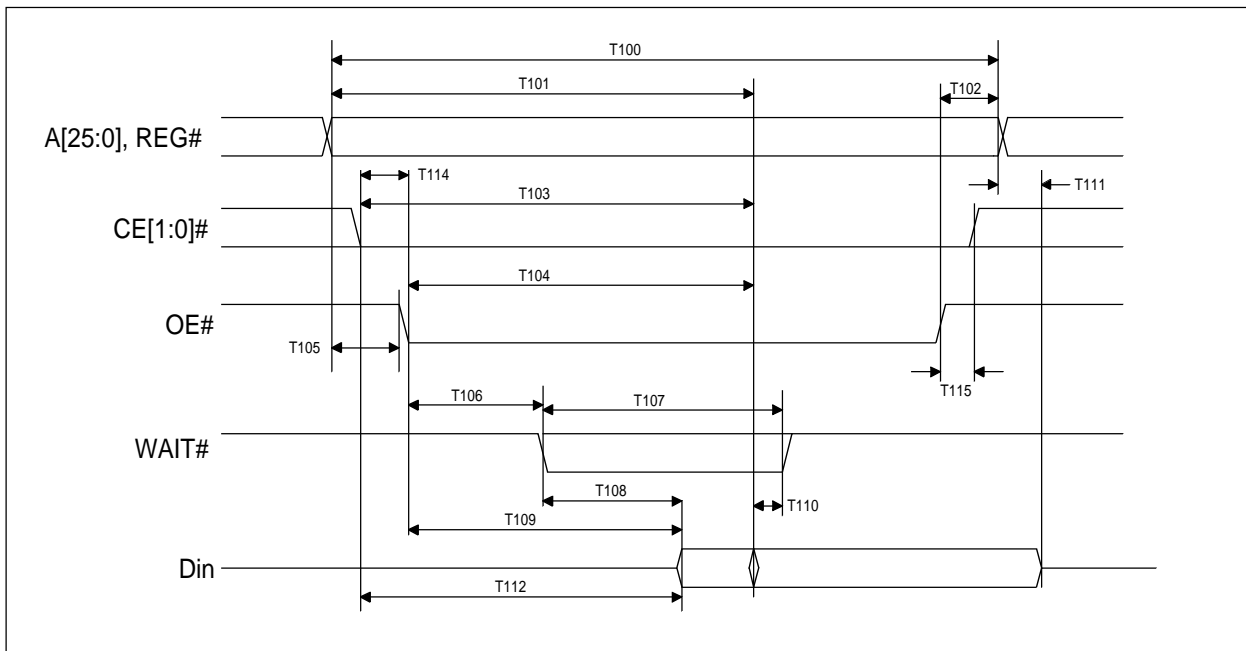 T100
T101
T102
A[25:0], REG#
T114
T111
T103
CE[1:0]#
T104
OE#
T105
T115
T106
T107
WAIT#
T108
T110
T109
Din
T112